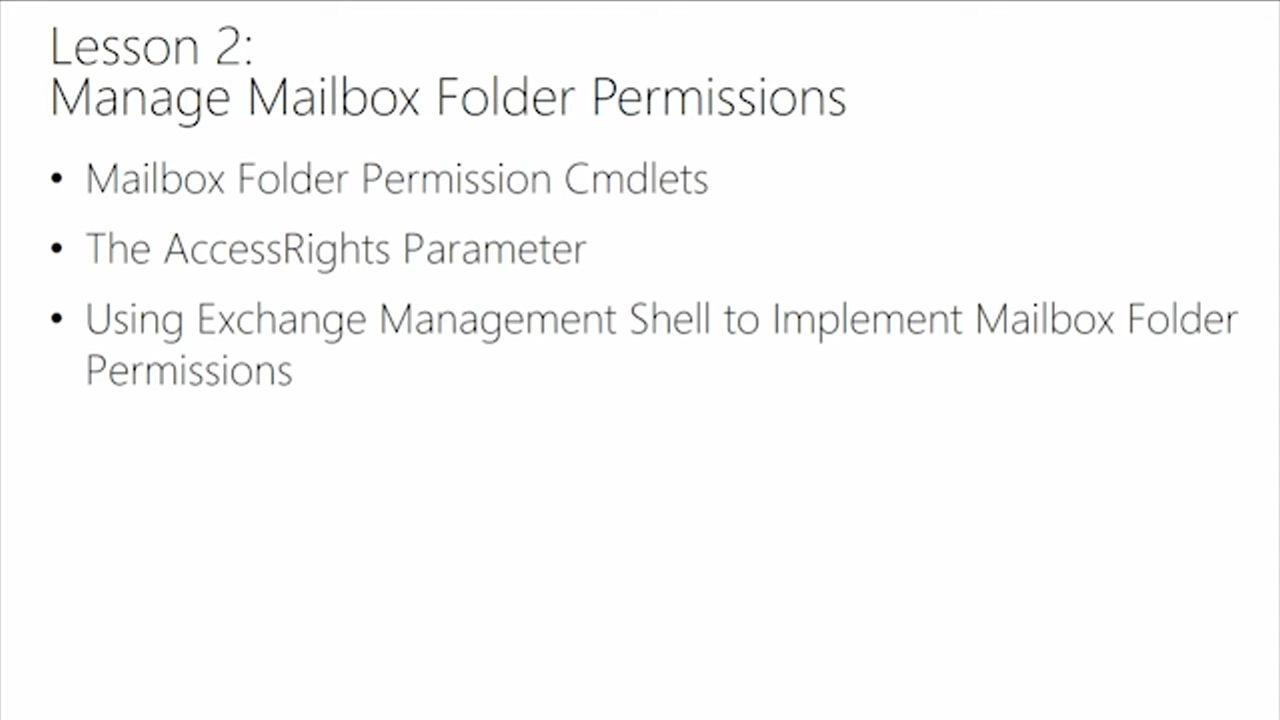 Lesson 2:
Manage Mailbox Folder Permissions
• Mailbox Folder Permission Cmdlets
• The AccessRights Parameter
• Using Exchange Management Shell to Implement Mailbox Folder
Permissions